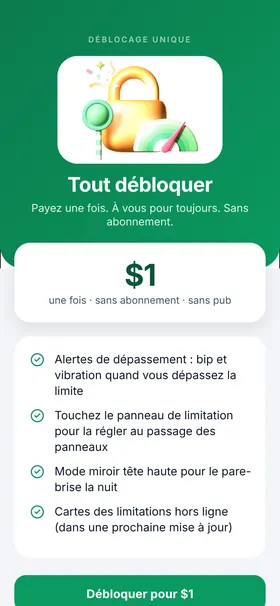 DÉBLOCAGE UNIQUE
Tout débloquer
Payez une fois. À vous pour toujours. Sans
abonnement.
$1
une fois · sans abonnement · sans pub
Alertes de dépassement : bip et
vibration quand vous dépassez la
limite
Touchez le panneau de limitation
pour la régler au passage des
panneaux
Mode miroir tête haute pour le pare-
brise la nuit
Cartes des limitations hors ligne
(dans une prochaine mise à jour)
Débloquer pour $1